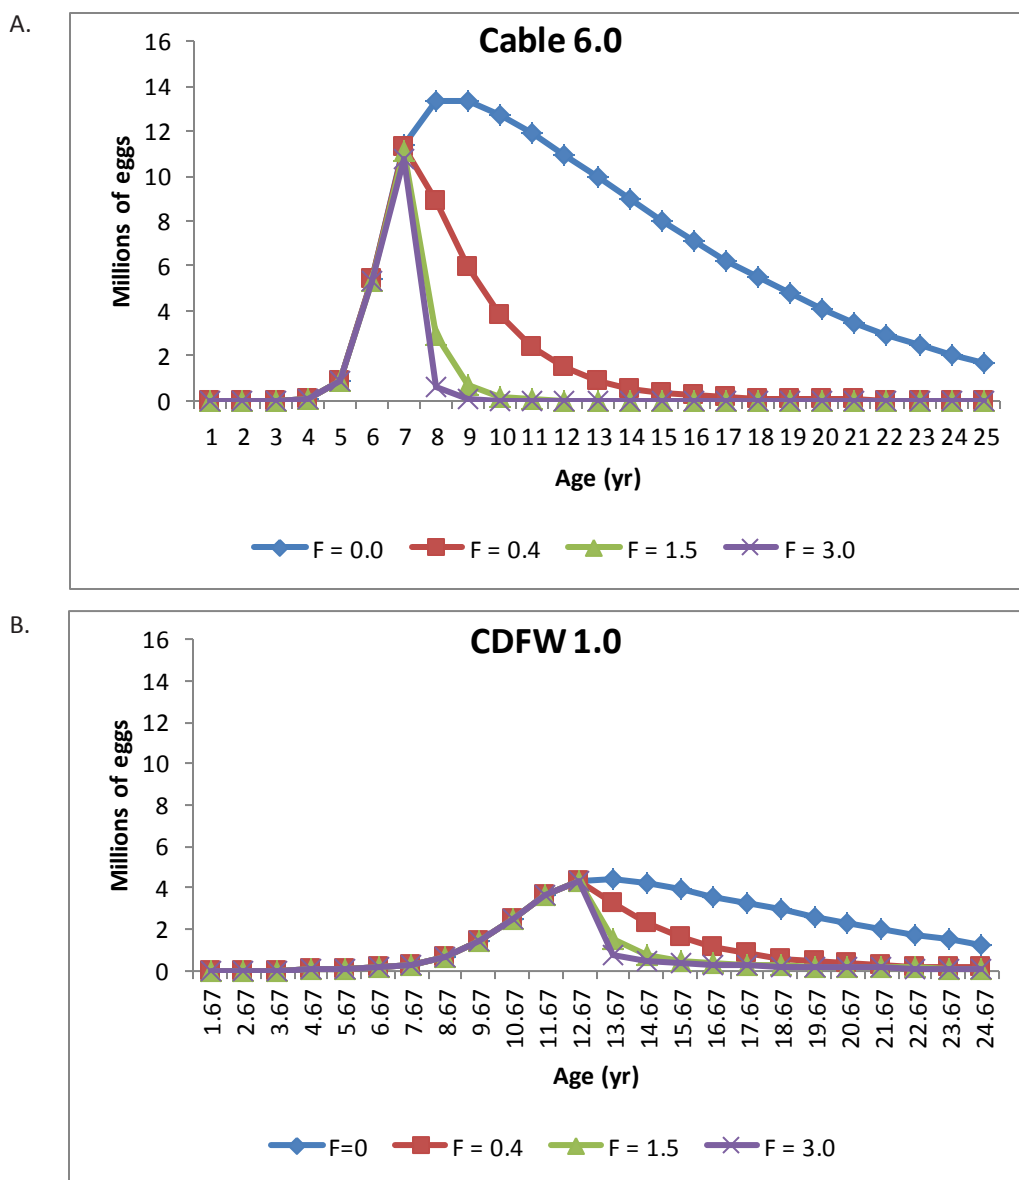 A.
Cable 6.0
16
14
12
10
8
6
4
2
0
Millions of eggs
1 2 3 4 5 6 7 8 9 10 11 12 13 14 15 16 17 18 19 20 21 22 23 24 25
Age (yr)
F = 0.0 F = 0.4 F = 1.5 F = 3.0
B.
CDFW 1.0
16
14
12
10
8
6
4
2
0
Millions of eggs
1.67 2.67 3.67 4.67 5.67 6.67 7.67 8.67 9.67 10.67 11.67 12.67 13.67 14.67 15.67 16.67 17.67 18.67 19.67 20.67 21.67 22.67 23.67 24.67
Age (yr)
F=0 F = 0.4 F = 1.5 F = 3.0